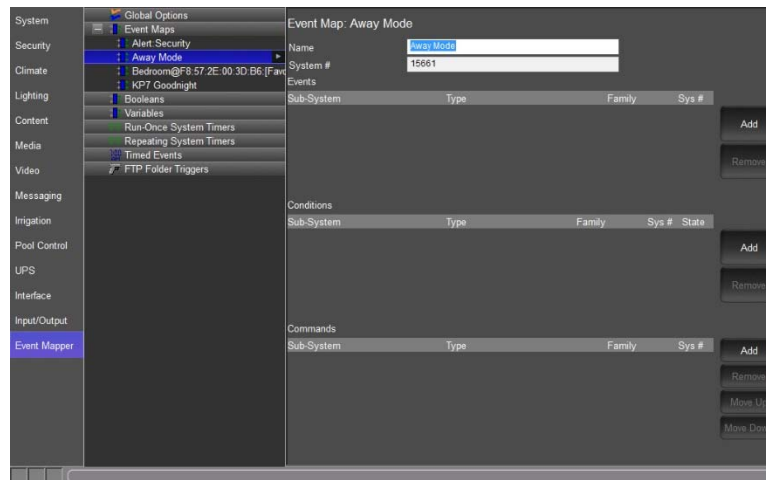 System
Security
Climate
Lighting
Content
Media
Video
Messaging
Irrigation
Pool Control
UPS
Interface
Input/Output
Event Mapper
Global Options
Event Maps
Alert:Security
Away Mode
Bedroom@F8:57:2E:00:3D:B6:[Favo
KP7 Goodnight
Booleans
Variables
Run-Once System Timers
Repeating System Timers
Timed Events
FTP Folder Triggers
Event Map: Away Mode
Name Away Mode
System # 15661
Events
Sub-System Type Family Sys #
Add
Remove
Conditions
Sub-System Type Family Sys # State
Add
Remove
Commands
Sub-System Type Family Sys #
Add
Remove
Move Up
Move Dow